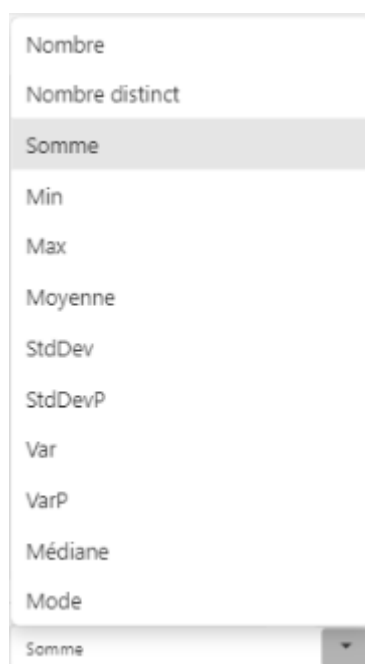 Nombre
Nombre distinct
Somme
Min
Max
Moyenne
StdDev
StdDevP
Var
VarP
Médiane
Mode
Somme